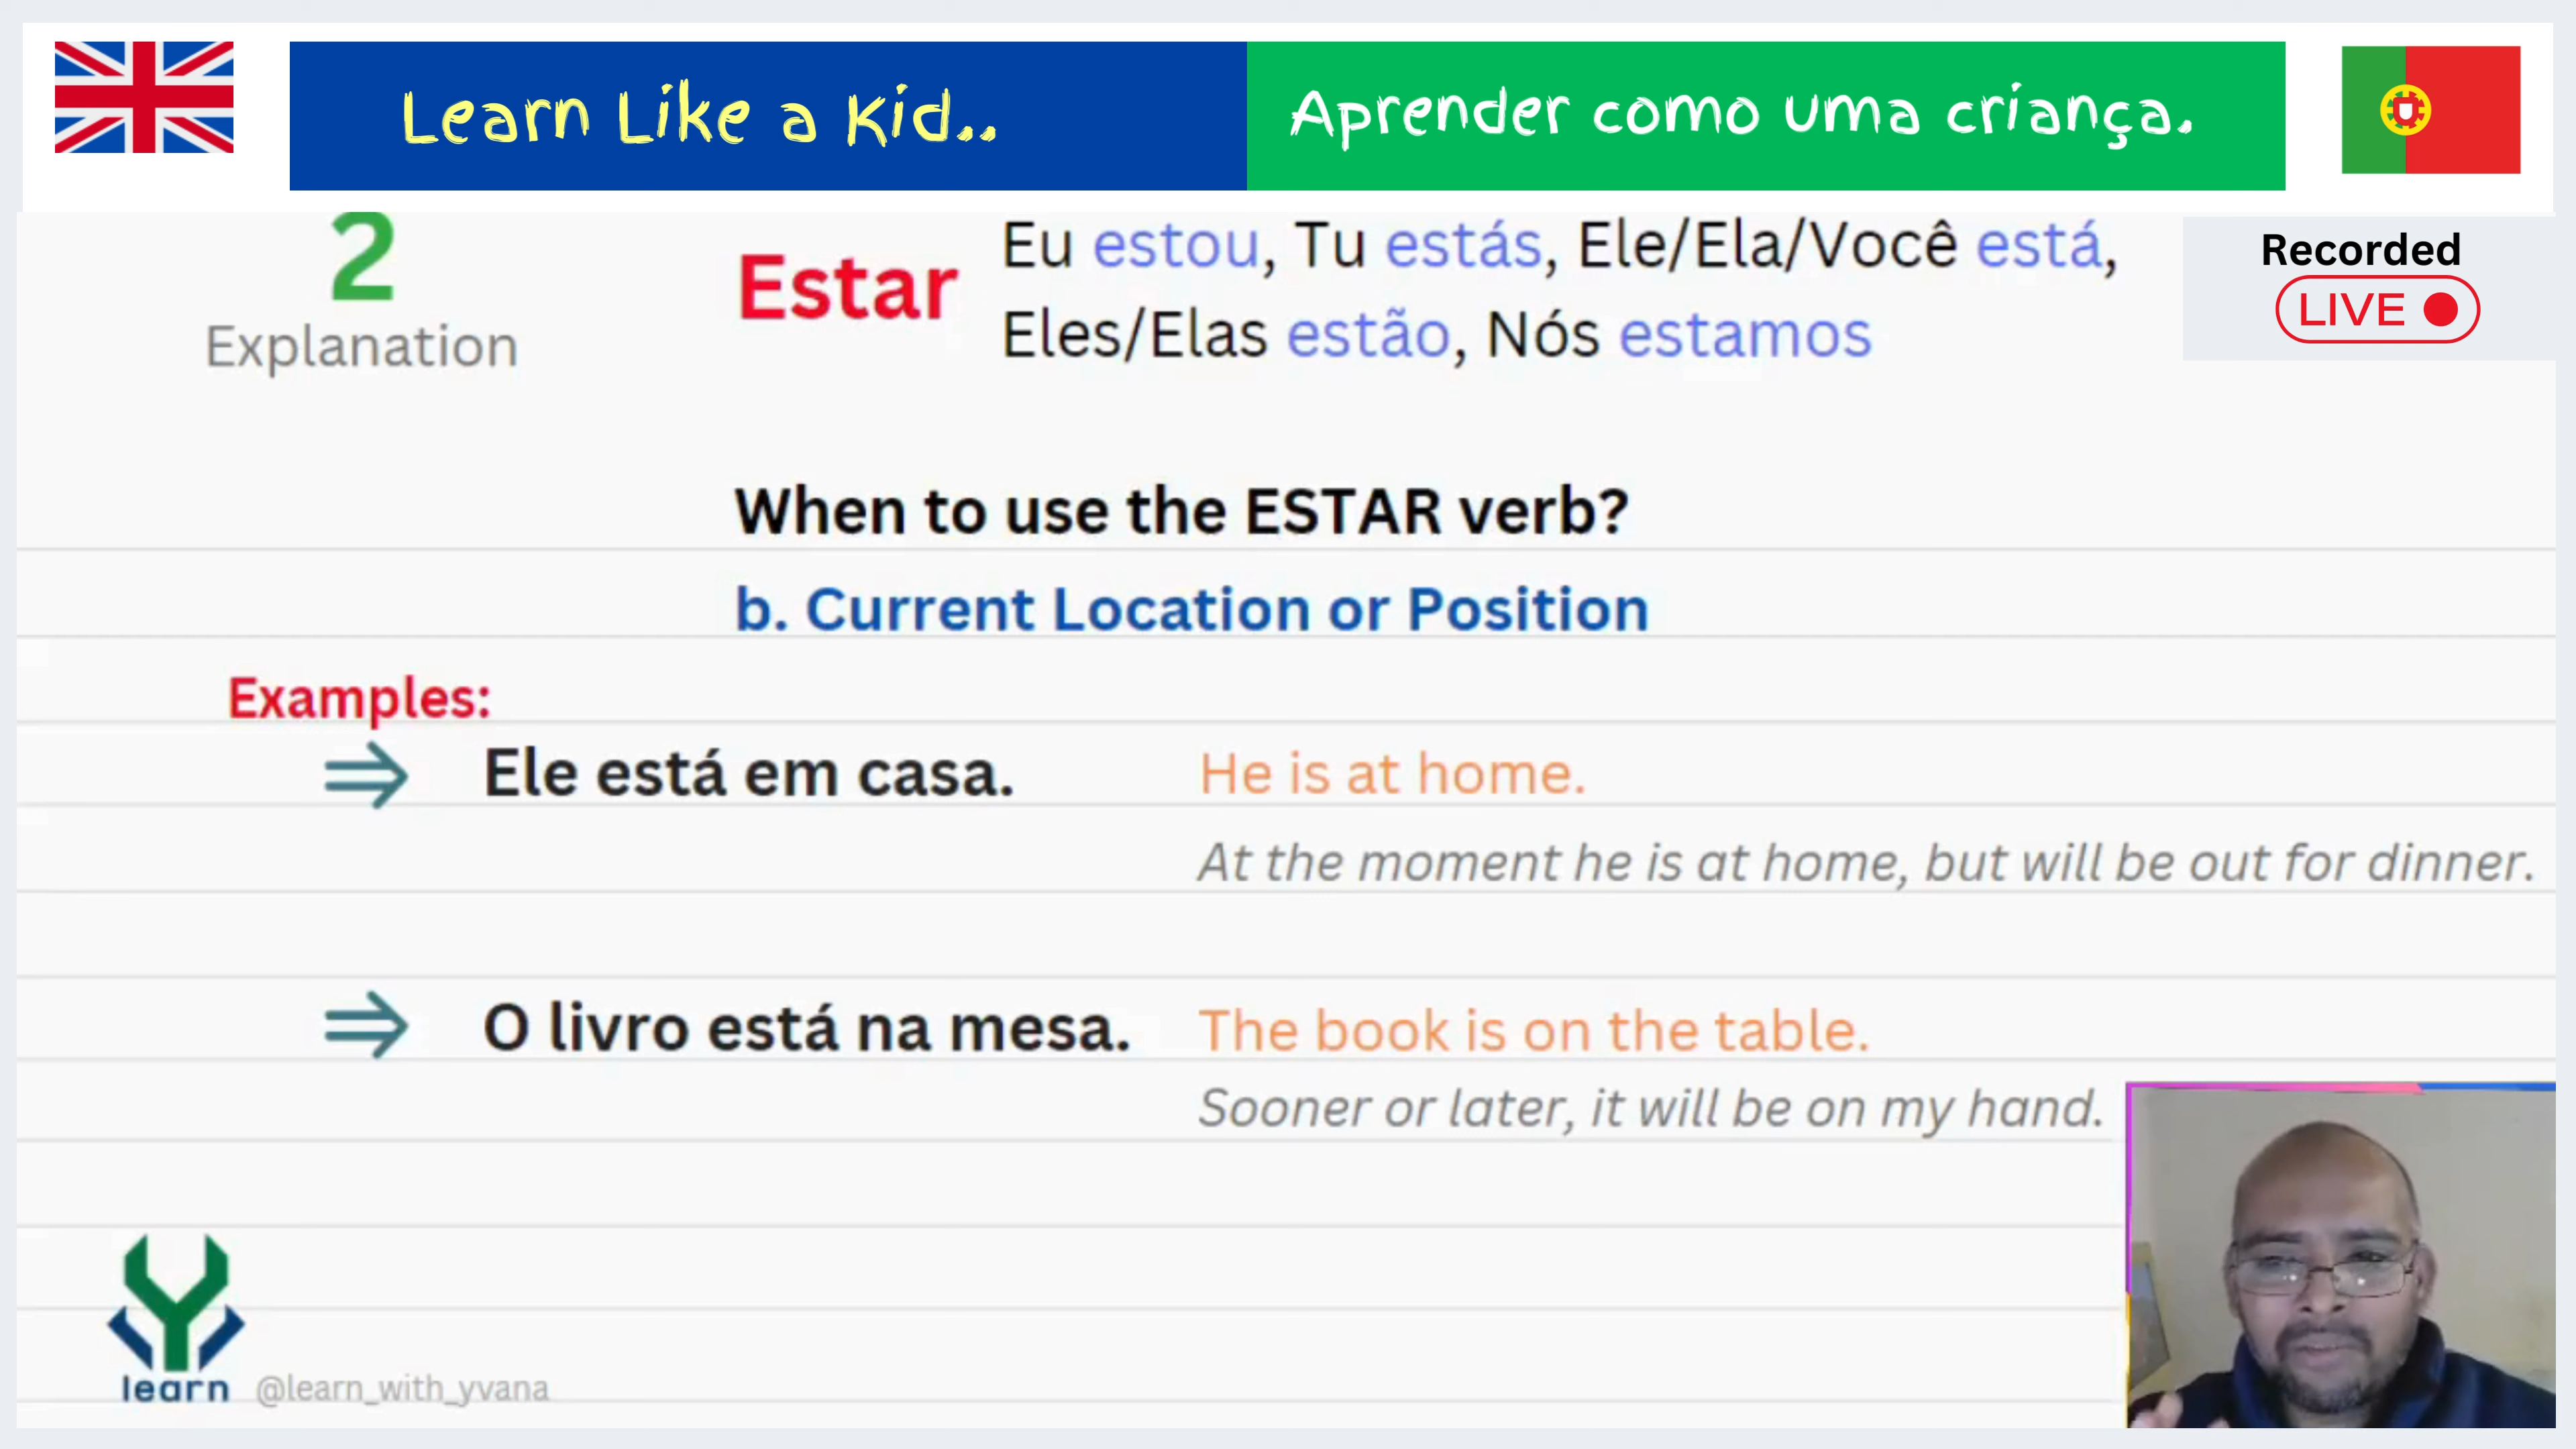 Learn Like a Kid..
Aprender como uma criança.
2
Explanation
Estar
Eu estou, Tu estás, Ele/Ela/Você está,
Eles/Elas estão, Nós estamos
Recorded
LIVE
When to use the ESTAR verb?
b. Current Location or Position
Examples:
Ele está em casa. He is at home.
At the moment he is at home, but will be out for dinner.
O livro está na mesa. The book is on the table.
Sooner or later, it will be on my hand.
learn @learn_with_yvana